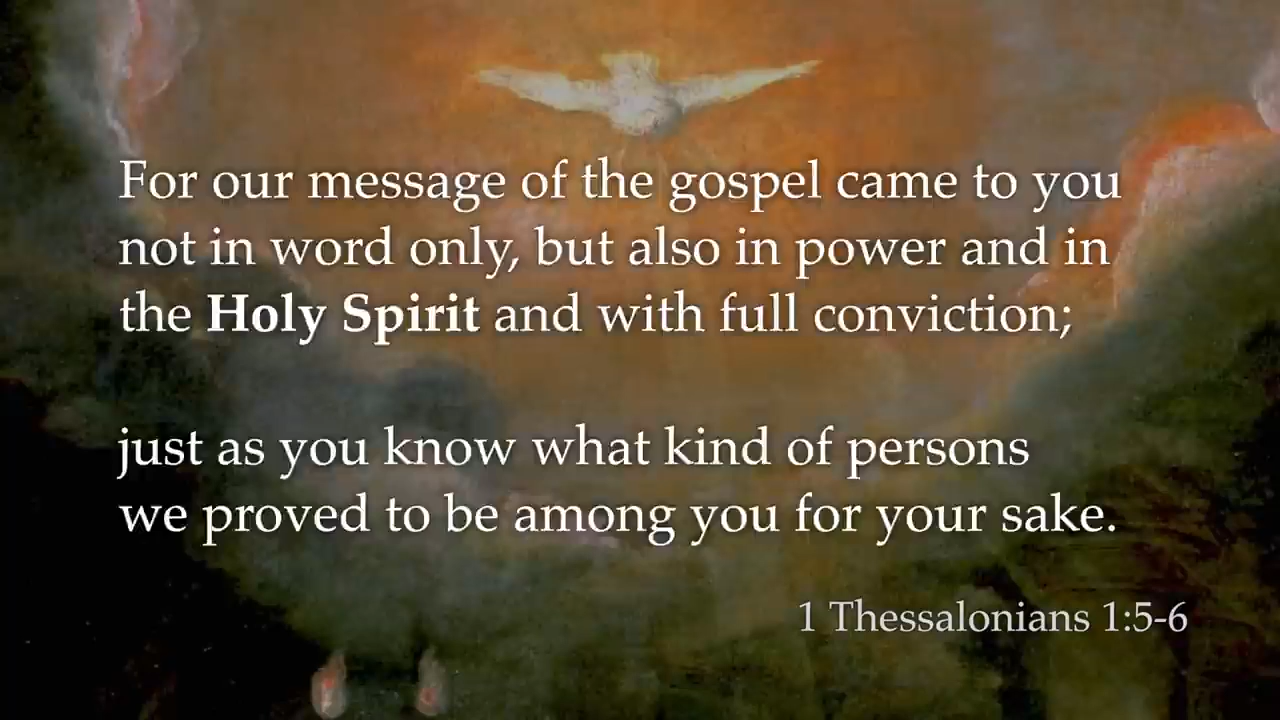 For our message of the gospel came to you
not in word only, but also in power and in
the Holy Spirit and with full conviction;
just as you know what kind of persons
we proved to be among you for your sake.
1 Thessalonians 1:5-6